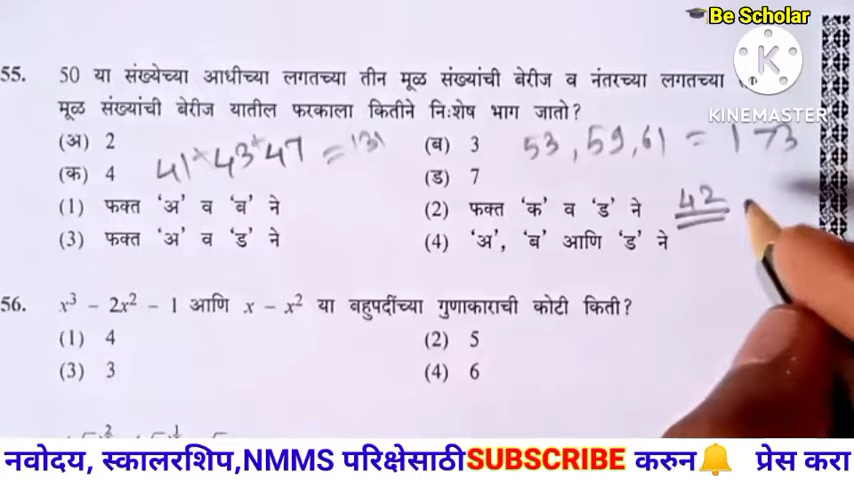 Be Scholar
KINEMASTER
55. 50 या संख्येच्या आधीच्या लगतच्या तीन मूळ संख्यांची बेरीज व नंतरच्या लगतच्या
मूळ संख्यांची बेरीज यातील फरकाला कितीने निःशेष भाग जातो?
(अ) 2 (ब) 3
41+43+47 =131 53, 59, 61 = 173
(क) 4 (ड) 7
(1) फक्त 'अ' व 'ब' ने (2) फक्त 'क' व 'ड' ने 42
(3) फक्त 'अ' व 'ड' ने (4) 'अ', 'ब' आणि 'ड' ने
56. x³ − 2x² − 1 आणि x − x² या बहुपदींच्या गुणाकाराची कोटी किती?
(1) 4 (2) 5
(3) 3 (4) 6
नवोदय, स्कालरशिप,NMMS परिक्षेसाठी SUBSCRIBE करुन प्रेस करा